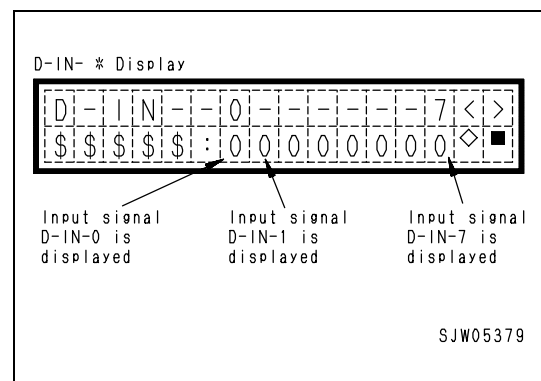 D-IN- * Display
D-IN--0------7<>
$$$$$:00000000◇■
Input signal D-IN-0 is displayed
Input signal D-IN-1 is displayed
Input signal D-IN-7 is displayed
SJW05379